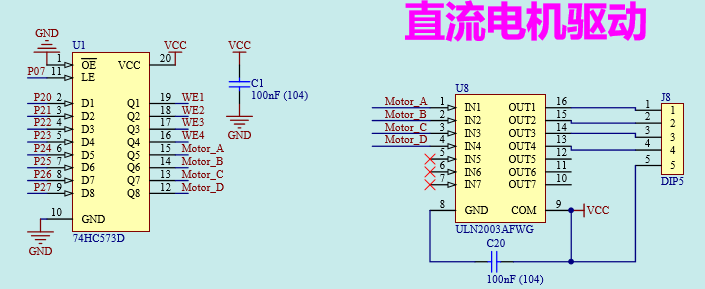 直流电机驱动
GND
U1
VCC
VCC
1 OE VCC 20
P07 11 LE
C1
100nF (104)
GND
P20 2 D1 Q1 19 WE1
P21 3 D2 Q2 18 WE2
P22 4 D3 Q3 17 WE3
P23 5 D4 Q4 16 WE4
P24 6 D5 Q5 15 Motor_A
P25 7 D6 Q6 14 Motor_B
P26 8 D7 Q7 13 Motor_C
P27 9 D8 Q8 12 Motor_D
10 GND
GND
74HC573D
U8
Motor_A 1 IN1 OUT1 16
Motor_B 2 IN2 OUT2 15
Motor_C 3 IN3 OUT3 14
Motor_D 4 IN4 OUT4 13
5 IN5 OUT5 12
6 IN6 OUT6 11
7 IN7 OUT7 10
8 GND COM 9 VCC
ULN2003AFWG
C20
100nF (104)
J8
1 1
2 2
3 3
4 4
5 5
DIP5